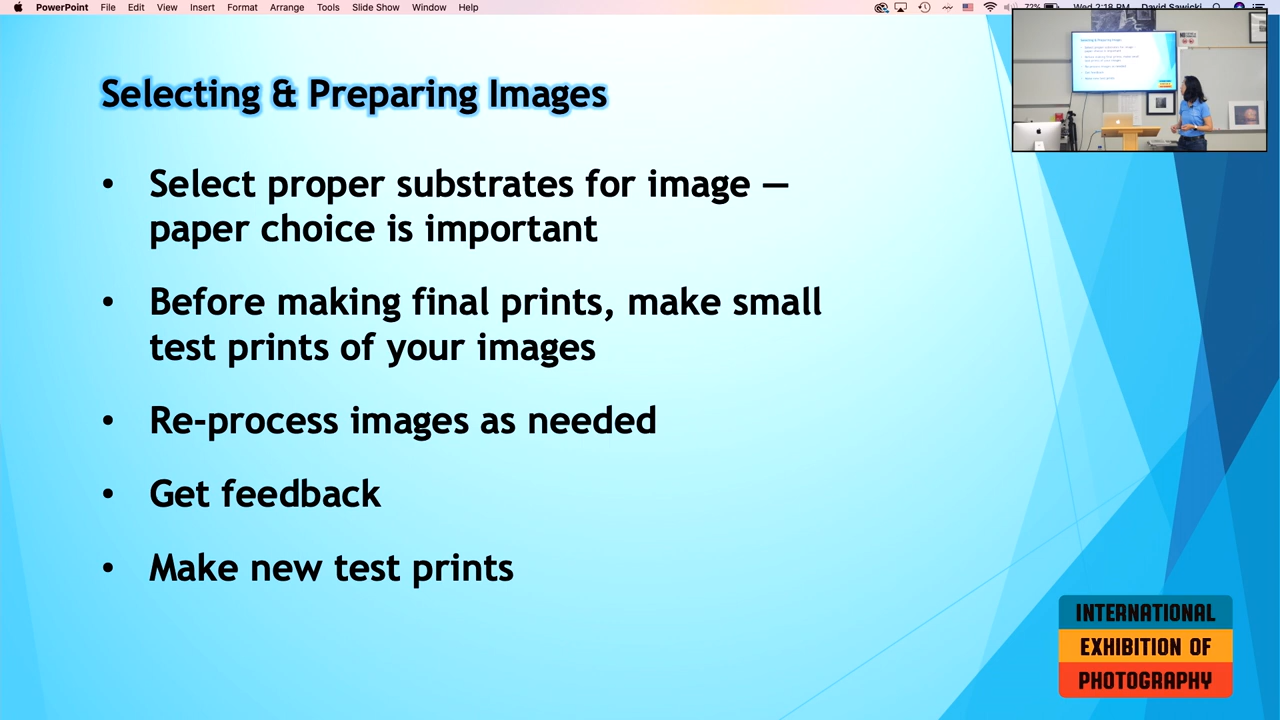 PowerPoint File Edit View Insert Format Arrange Tools Slide Show Window Help 72% Wed 2:18 PM David Sawicki
Selecting & Preparing Images
• Select proper substrates for image —
paper choice is important
• Before making final prints, make small
test prints of your images
• Re-process images as needed
• Get feedback
• Make new test prints
INTERNATIONAL
EXHIBITION OF
PHOTOGRAPHY